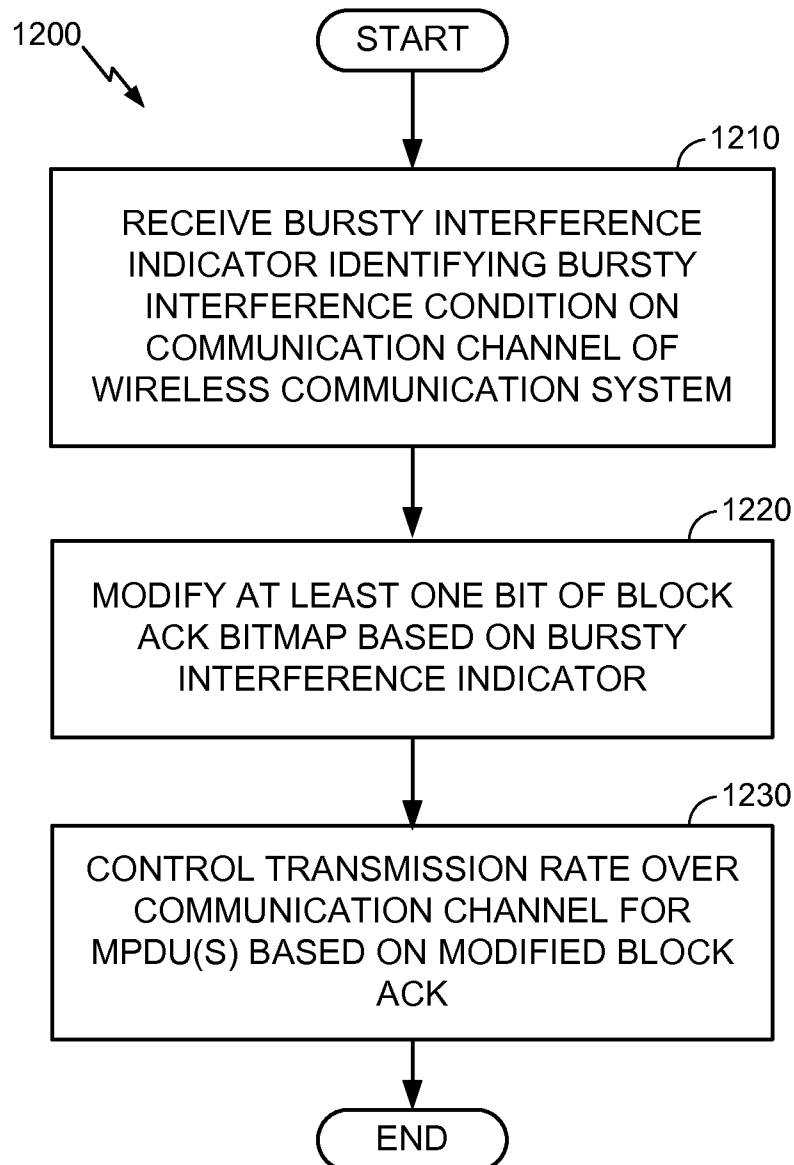 1200
START
1210
RECEIVE BURSTY INTERFERENCE
INDICATOR IDENTIFYING BURSTY
INTERFERENCE CONDITION ON
COMMUNICATION CHANNEL OF
WIRELESS COMMUNICATION SYSTEM
1220
MODIFY AT LEAST ONE BIT OF BLOCK
ACK BITMAP BASED ON BURSTY
INTERFERENCE INDICATOR
1230
CONTROL TRANSMISSION RATE OVER
COMMUNICATION CHANNEL FOR
MPDU(S) BASED ON MODIFIED BLOCK
ACK
END